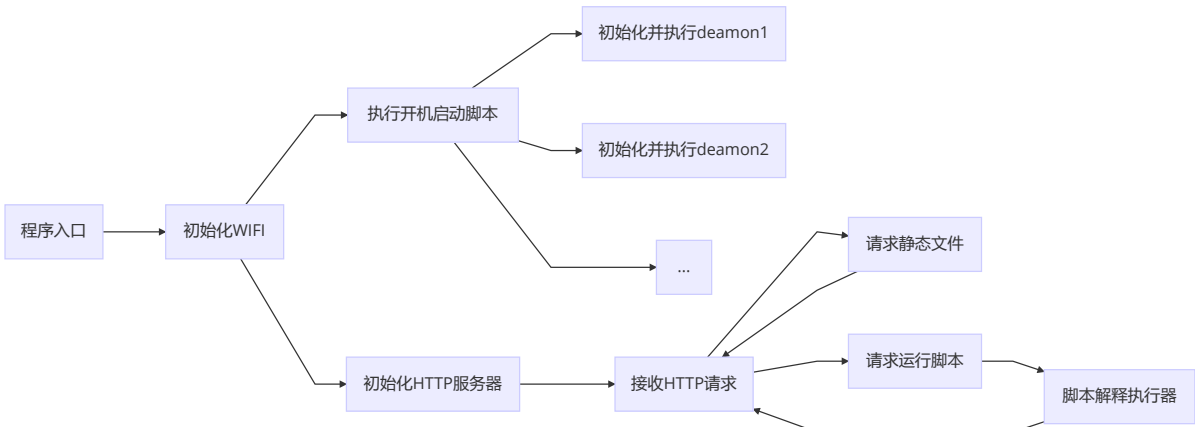 程序入口
初始化WIFI
执行开机启动脚本
初始化并执行deamon1
初始化并执行deamon2
...
初始化HTTP服务器
接收HTTP请求
请求静态文件
请求运行脚本
脚本解释执行器